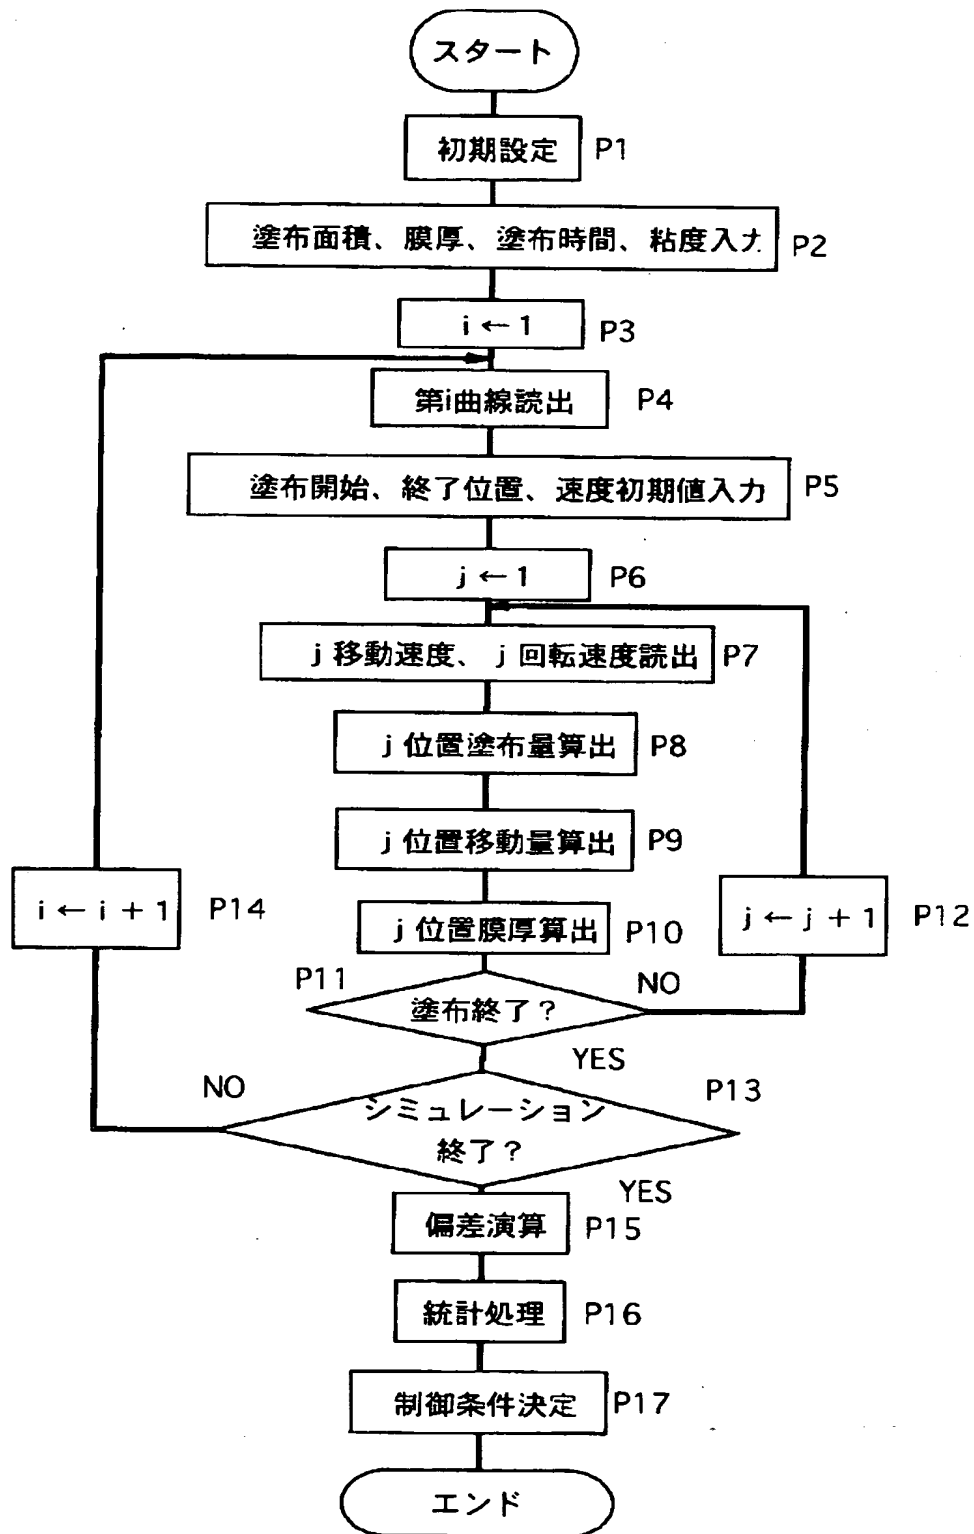 スタート
初期設定 P1
塗布面積、膜厚、塗布時間、粘度入力 P2
i ← 1 P3
第i曲線読出 P4
塗布開始、終了位置、速度初期値入力 P5
j ← 1 P6
j 移動速度、j 回転速度読出 P7
j 位置塗布量算出 P8
j 位置移動量算出 P9
i ← i + 1 P14
j 位置膜厚算出 P10
j ← j + 1 P12
P11
塗布終了？
NO
YES
NO
シミュレーション
終了？
P13
YES
偏差演算 P15
統計処理 P16
制御条件決定 P17
エンド